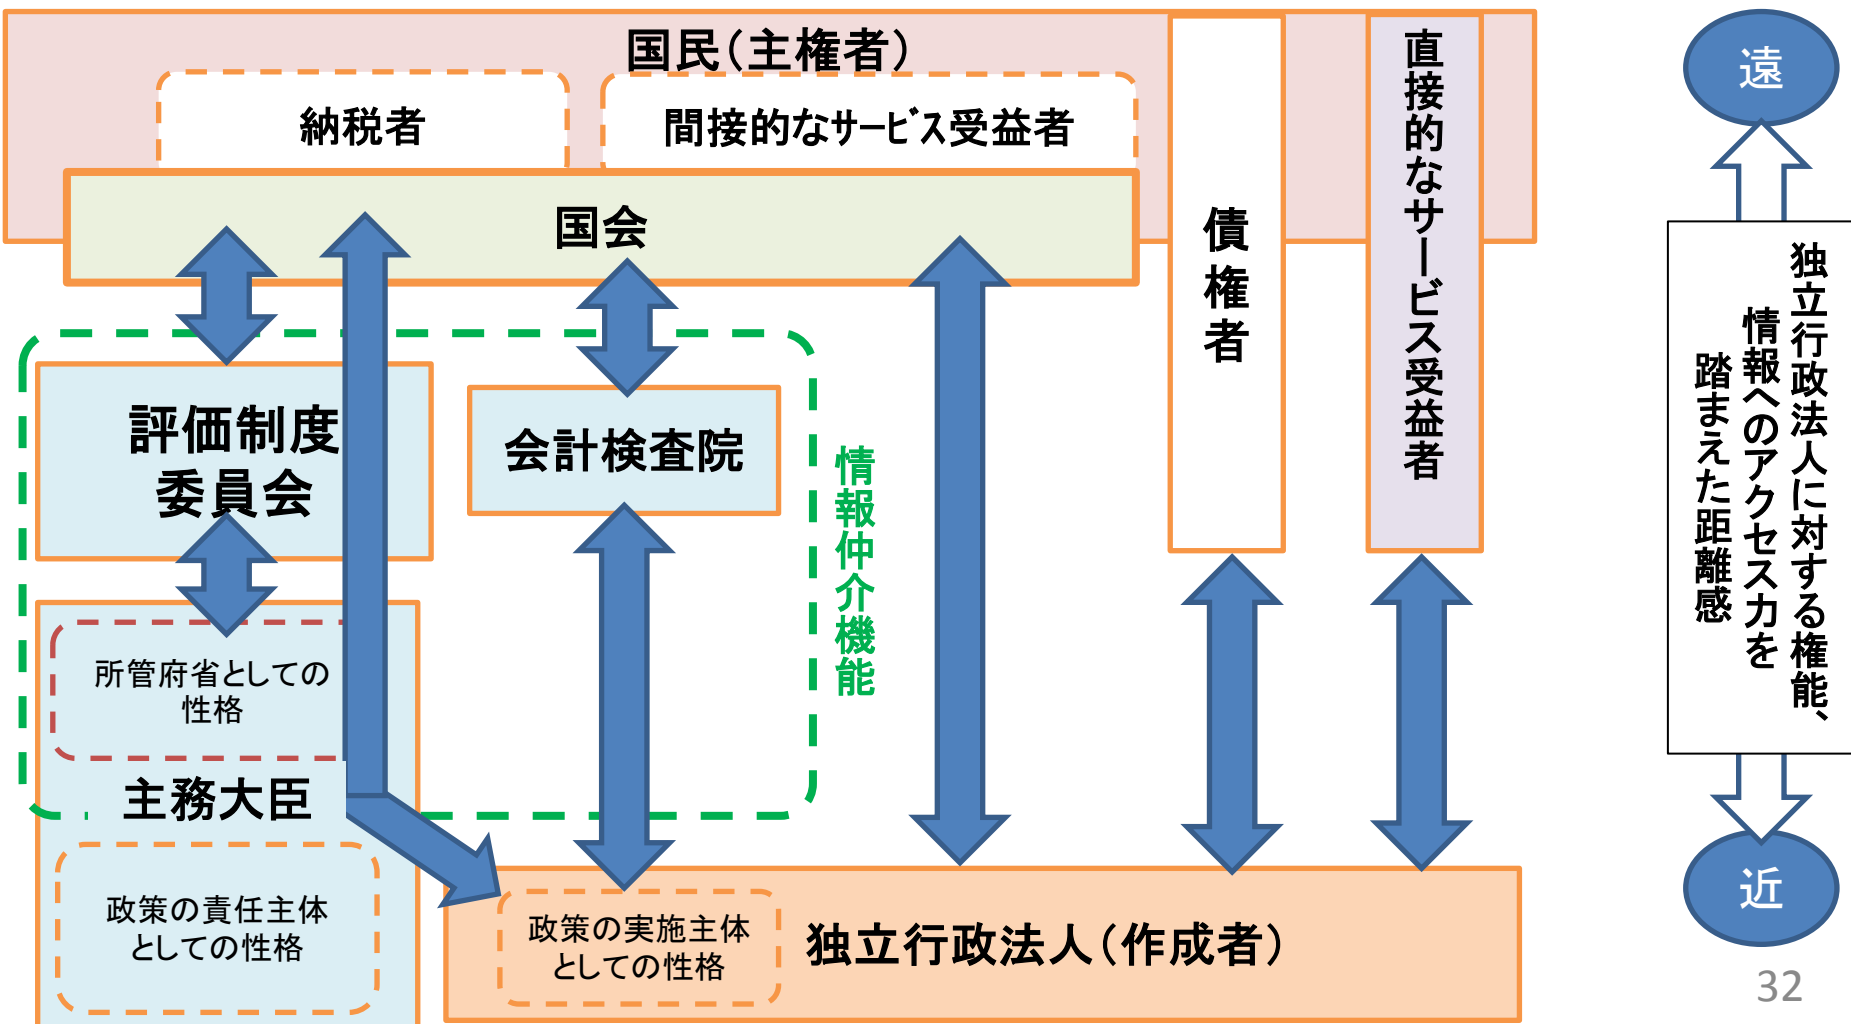 国民（主権者）
納税者
間接的なサービス受益者
国会
債権者
直接的なサービス受益者
評価制度
委員会
会計検査院
情報仲介機能
所管府省としての
性格
主務大臣
政策の責任主体
としての性格
政策の実施主体
としての性格
独立行政法人（作成者）
遠
独立行政法人に対する権能、
情報へのアクセス力を
踏まえた距離感
近
32